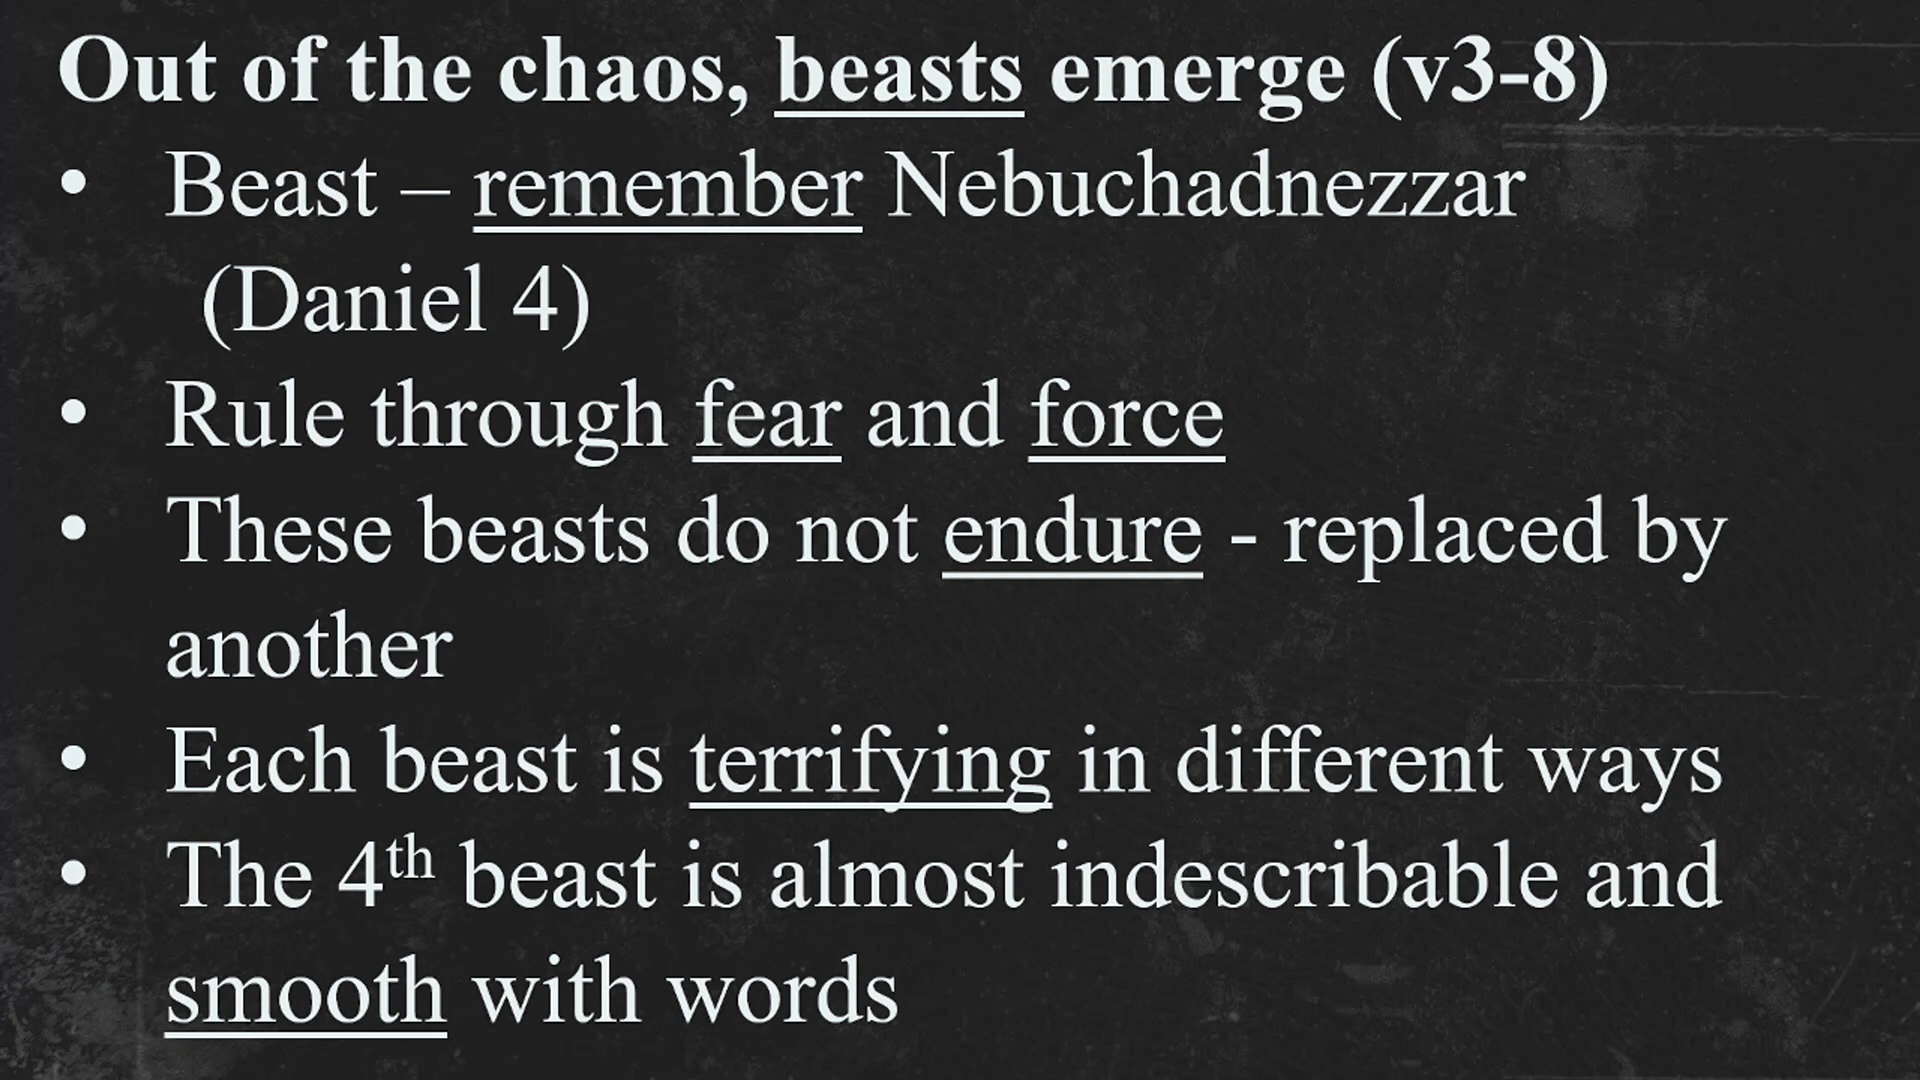 Out of the chaos, beasts emerge (v3-8)
• Beast – remember Nebuchadnezzar
(Daniel 4)
• Rule through fear and force
• These beasts do not endure - replaced by
another
• Each beast is terrifying in different ways
• The 4th beast is almost indescribable and
smooth with words